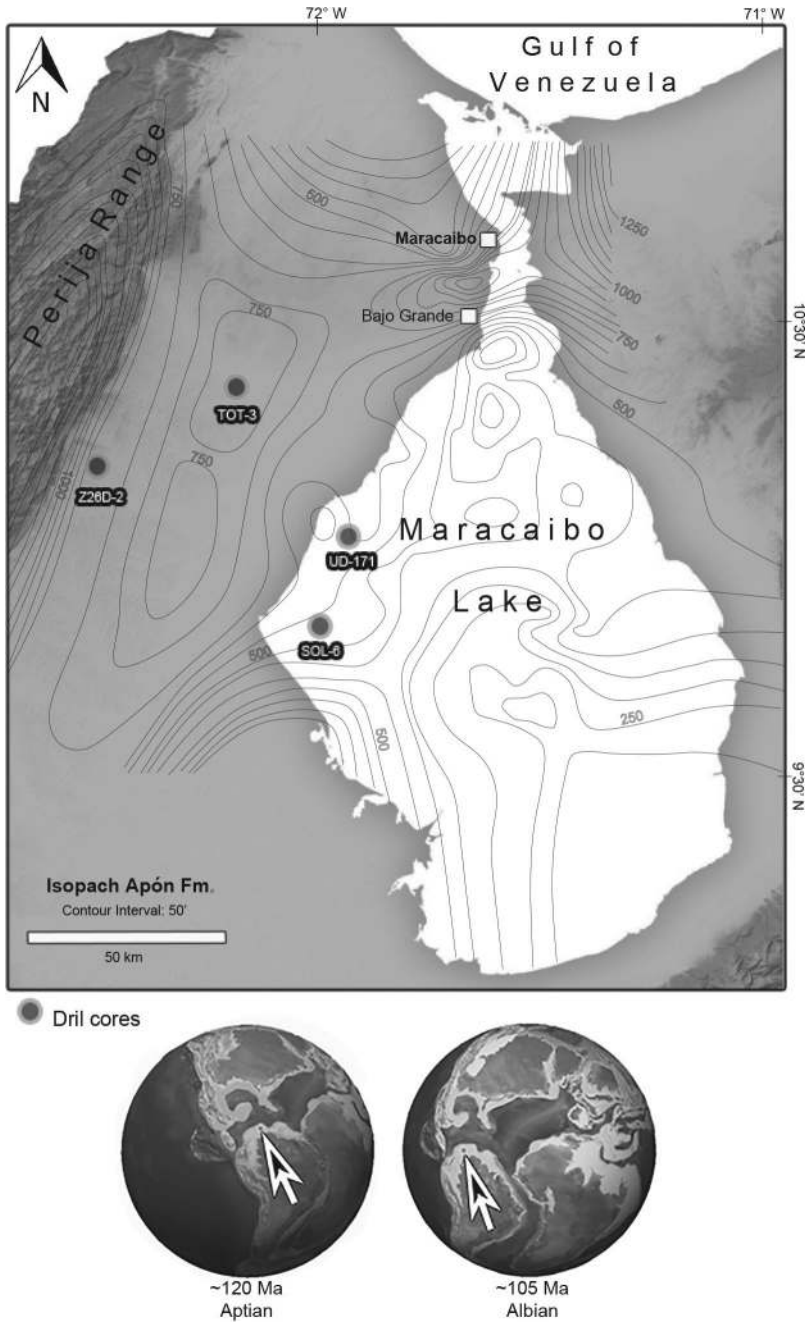 72° W
71° W
Gulf of
Venezuela
N
Perija Range
750
500
1250
Maracaibo
1000
Bajo Grande
750
10°30' N
750
500
TOT-3
750
1000
Z26D-2
Maracaibo
UD-171
Lake
SOL-6
500
250
500
9°30' N
Isopach Apón Fm.
Contour Interval: 50'
50 km
Dril cores
~120 Ma
Aptian
~105 Ma
Albian